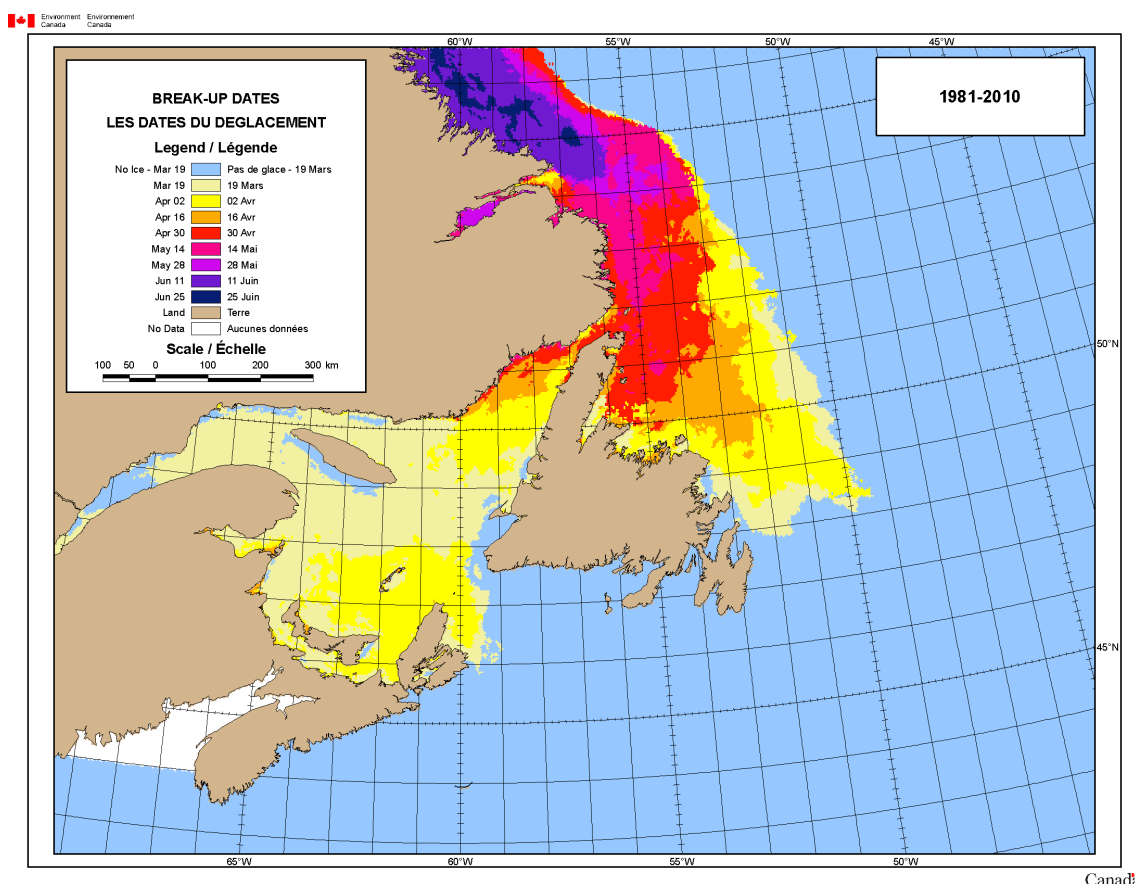 Environment Environnement
Canada Canada
60°W 55°W 50°W 45°W
BREAK-UP DATES
LES DATES DU DEGLACEMENT
Legend / Légende
No Ice - Mar 19 Pas de glace - 19 Mars
Mar 19 19 Mars
Apr 02 02 Avr
Apr 16 16 Avr
Apr 30 30 Avr
May 14 14 Mai
May 28 28 Mai
Jun 11 11 Juin
Jun 25 25 Juin
Land Terre
No Data Aucunes données
Scale / Échelle
100 50 0 100 200 300 km
1981-2010
50°N
45°N
65°W 60°W 55°W 50°W
Canada